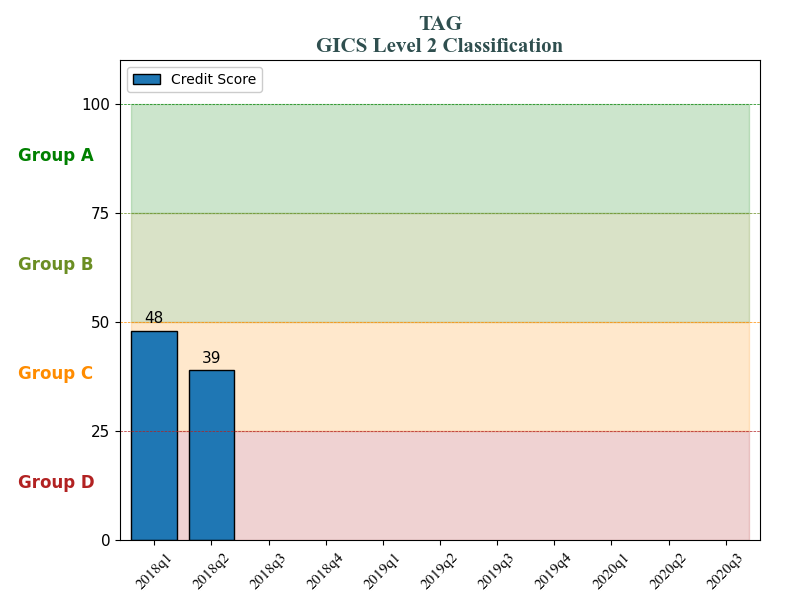 TAG
GICS Level 2 Classification
Credit Score
100
Group A
75
Group B
50
48
39
Group C
25
Group D
0
2018q1
2018q2
2018q3
2018q4
2019q1
2019q2
2019q3
2019q4
2020q1
2020q2
2020q3